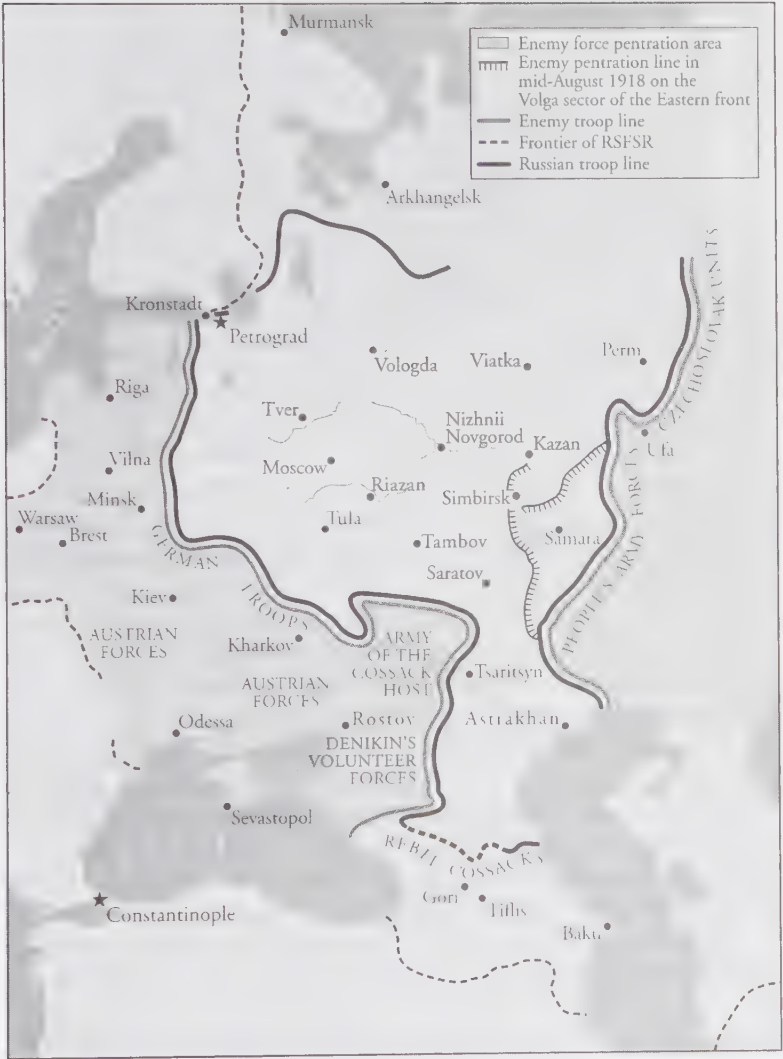 Murmansk
Enemy force pentration area
Enemy pentration line in
mid-August 1918 on the
Volga sector of the Eastern front
Enemy troop line
Frontier of RSFSR
Russian troop line
Arkhangelsk
Kronstadt
Petrograd
Vologda
Viatka
Perm
CZECHOSLOVAK UNITS
Riga
Tver
Nizhnii
Novgorod
Kazan
Ufa
Vilna
Moscow
Riazan
Simbirsk
Minsk
Warsaw
Brest
Tula
Tambov
Samara
Saratov
GERMAN
TROOPS
PEOPLE'S ARMY FORCES
Kiev
AUSTRIAN
FORCES
Kharkov
ARMY
OF THE
COSSACK
HOST
AUSTRIAN
FORCES
Tsaritsyn
Odessa
Rostov
Astrakhan
DENIKIN'S
VOLUNTEER
FORCES
Sevastopol
REBEL COSSACKS
Gori
Tiflis
Constantinople
Baku